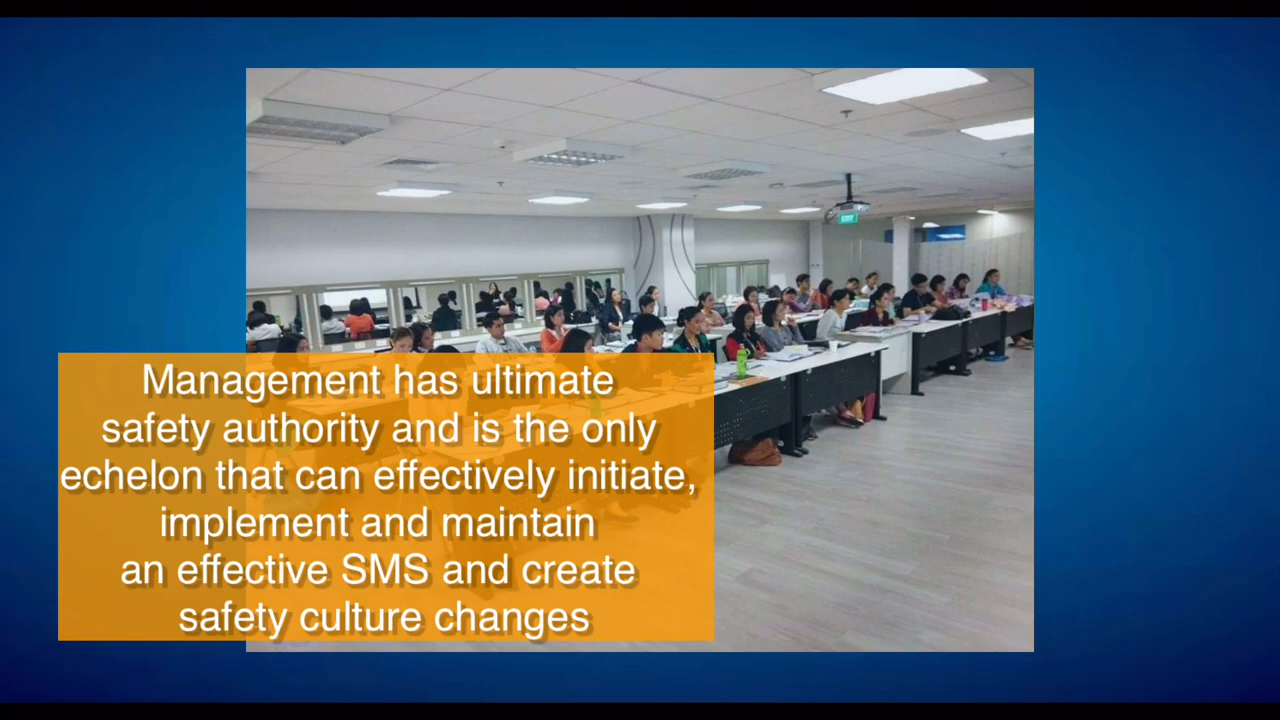 EXIT
Management has ultimate
safety authority and is the only
echelon that can effectively initiate,
implement and maintain
an effective SMS and create
safety culture changes